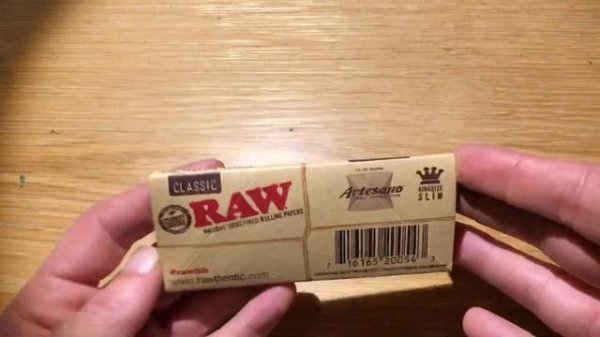 CLASSIC
RAW
NATURAL UNREFINED ROLLING PAPERS
Artesano
KINGSIZE
SLIM
7 16165 20054 3
#rawlife
www.rawthentic.com